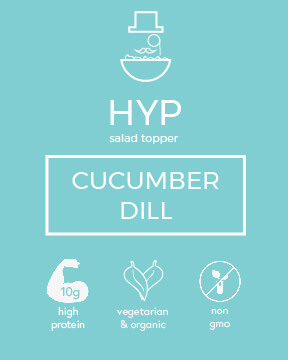 HYP
salad topper
CUCUMBER
DILL
10g
high
protein
vegetarian
& organic
non
gmo